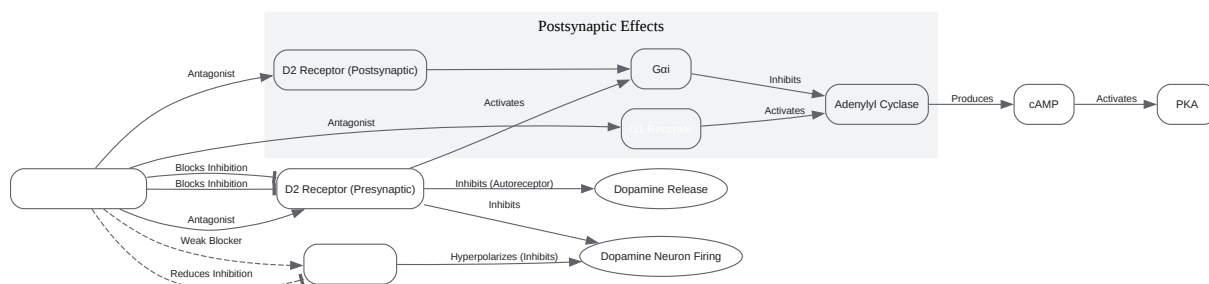 Postsynaptic Effects
D2 Receptor (Postsynaptic)
Gαi
Antagonist
Inhibits
Activates
Adenylyl Cyclase
Produces
cAMP
Activates
PKA
Antagonist
Activates
D1 Receptor
Blocks Inhibition
Blocks Inhibition
D2 Receptor (Presynaptic)
Inhibits (Autoreceptor)
Dopamine Release
Inhibits
Antagonist
Weak Blocker
Hyperpolarizes (Inhibits)
Dopamine Neuron Firing
Reduces Inhibition